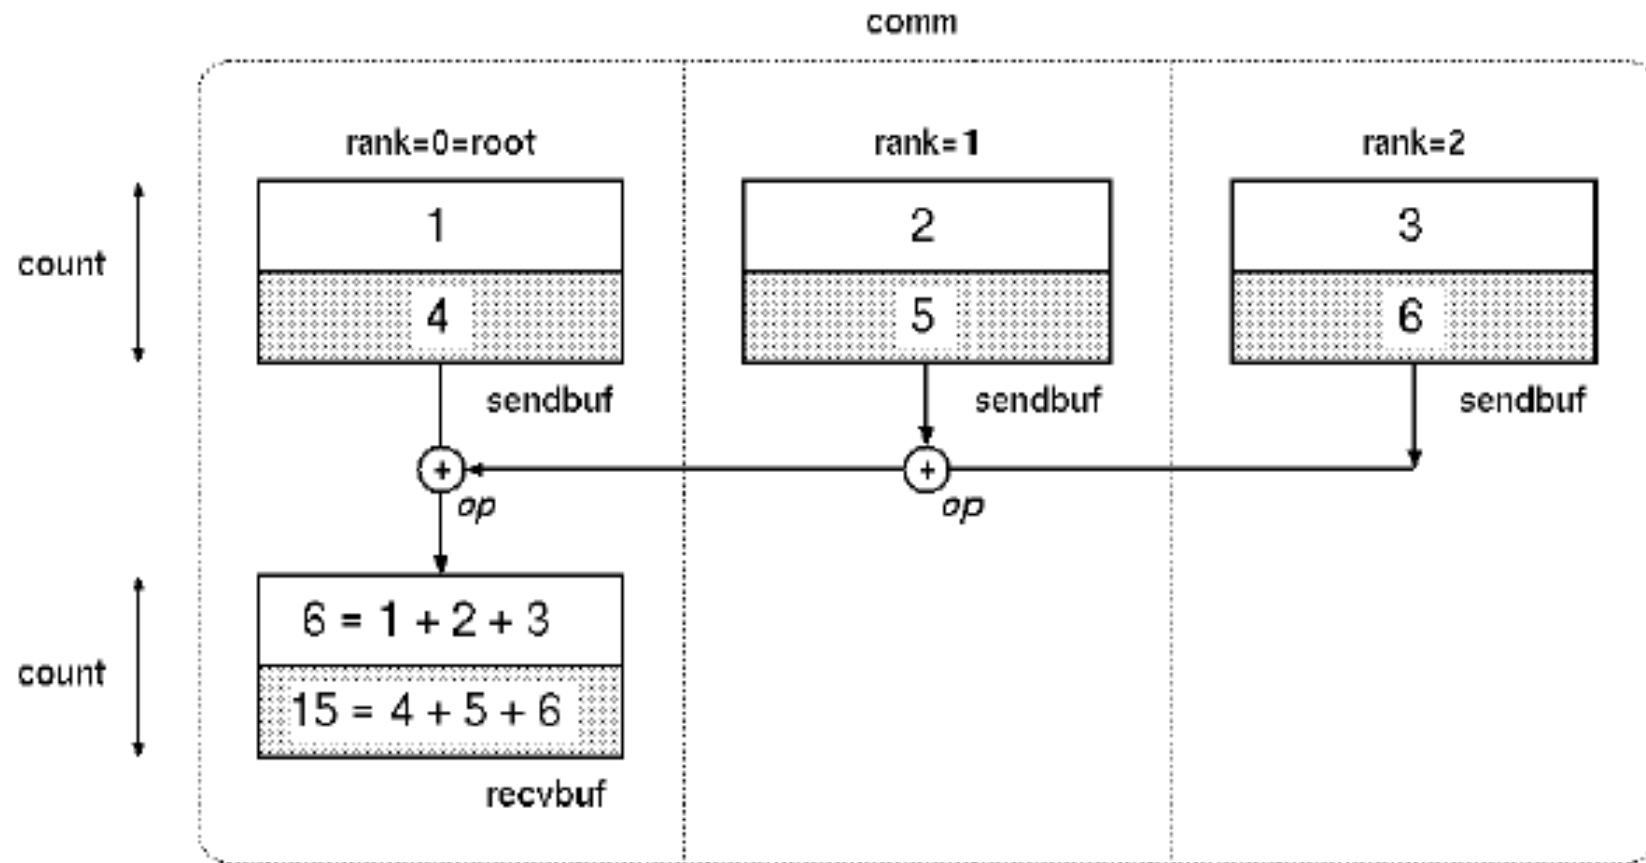 comm
rank=0=root
rank=1
rank=2
count
1
2
3
4
5
6
sendbuf
sendbuf
sendbuf
+
+
op
op
count
6 = 1 + 2 + 3
15 = 4 + 5 + 6
recvbuf